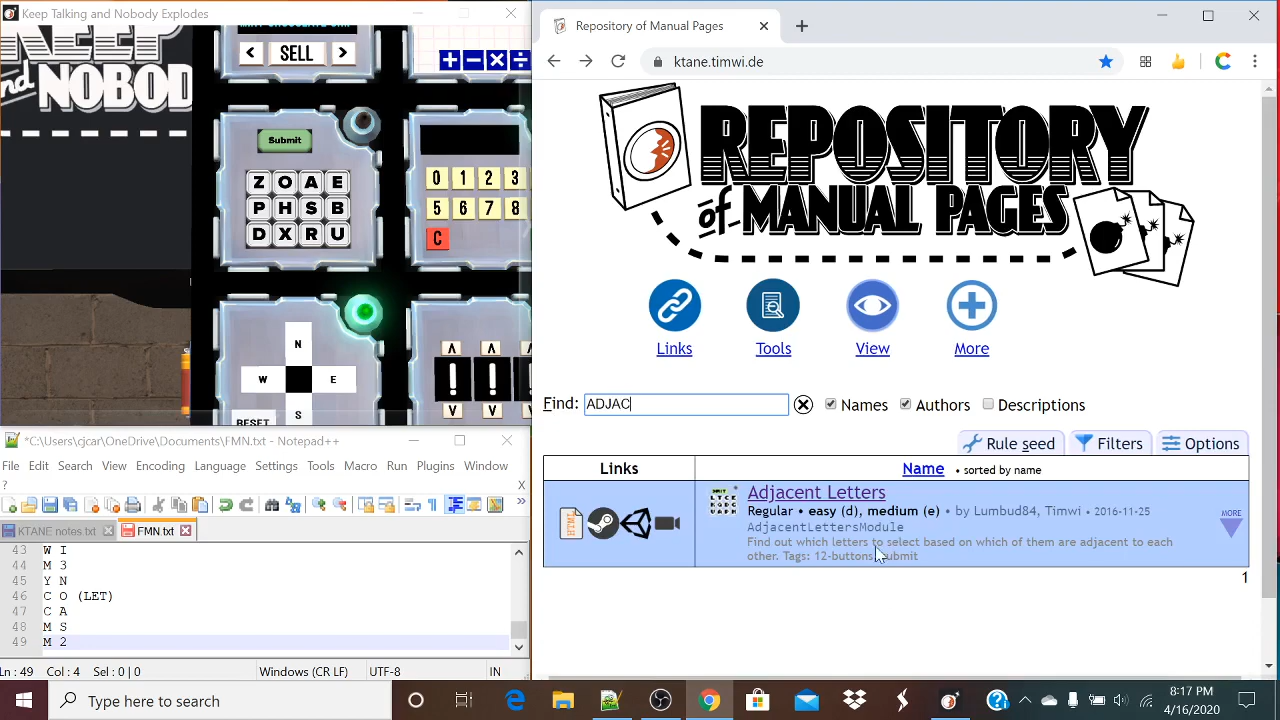 Keep Talking and Nobody Explodes
KEEP
and NOBOD
< SELL >
+ - × ÷
Submit
Z O A E
P H S B
D X R U
0 1 2 3
5 6 7 8
C
N
W E
S
RESET
! ! !
*C:\Users\cjcar\OneDrive\Documents\FMN.txt - Notepad++
File Edit Search View Encoding Language Settings Tools Macro Run Plugins Window
?
X
KTANE notes.txt FMN.txt
43 W I
44 M 3
45 Y N
46 C O (LET)
47 C A
48 M S
49 M 2
Ln : 49 Col : 4 Sel : 0 | 0 Windows (CR LF) UTF-8 IN
Repository of Manual Pages
ktane.timwi.de
REPOSITORY
of MANUAL PAGES
Links Tools View More
Find: ADJAC Names Authors Descriptions
Rule seed Filters Options
Links Name • sorted by name
Adjacent Letters
Regular • easy (d), medium (e) • by Lumbud84, Timwi • 2016-11-25
AdjacentLettersModule
Find out which letters to select based on which of them are adjacent to each
other. Tags: 12-buttons, submit
MORE
1
Type here to search
8:17 PM
4/16/2020